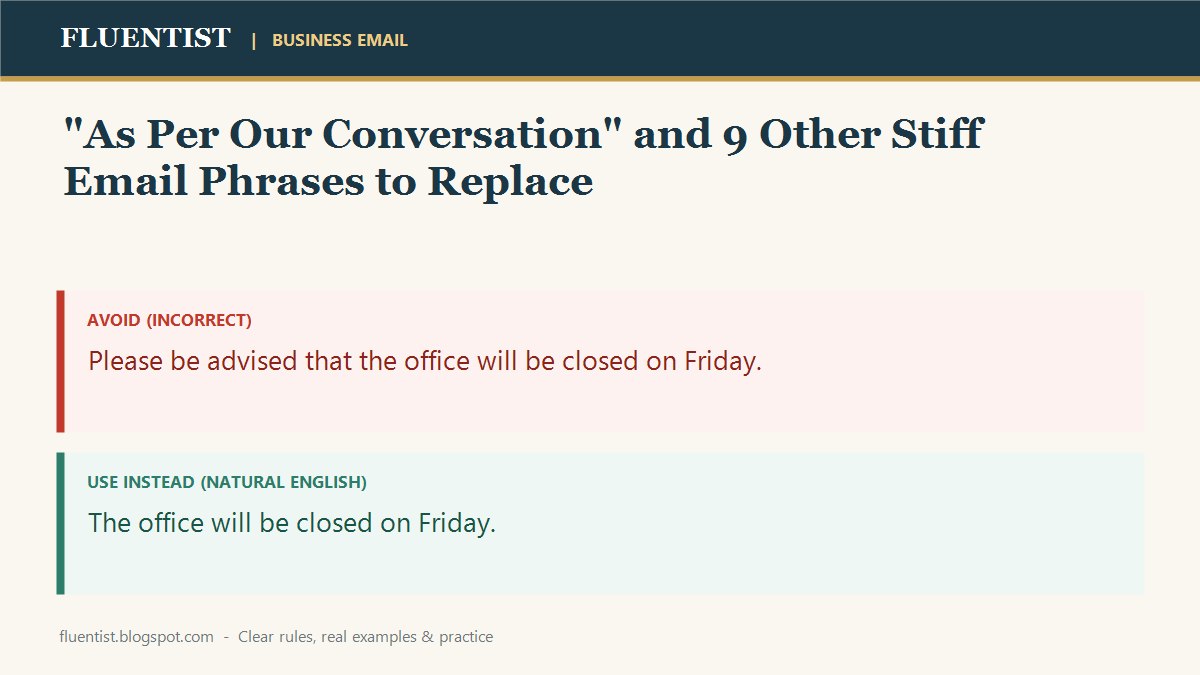 FLUENTIST | BUSINESS EMAIL
"As Per Our Conversation" and 9 Other Stiff
Email Phrases to Replace
AVOID (INCORRECT)
Please be advised that the office will be closed on Friday.
USE INSTEAD (NATURAL ENGLISH)
The office will be closed on Friday.
fluentist.blogspot.com - Clear rules, real examples & practice